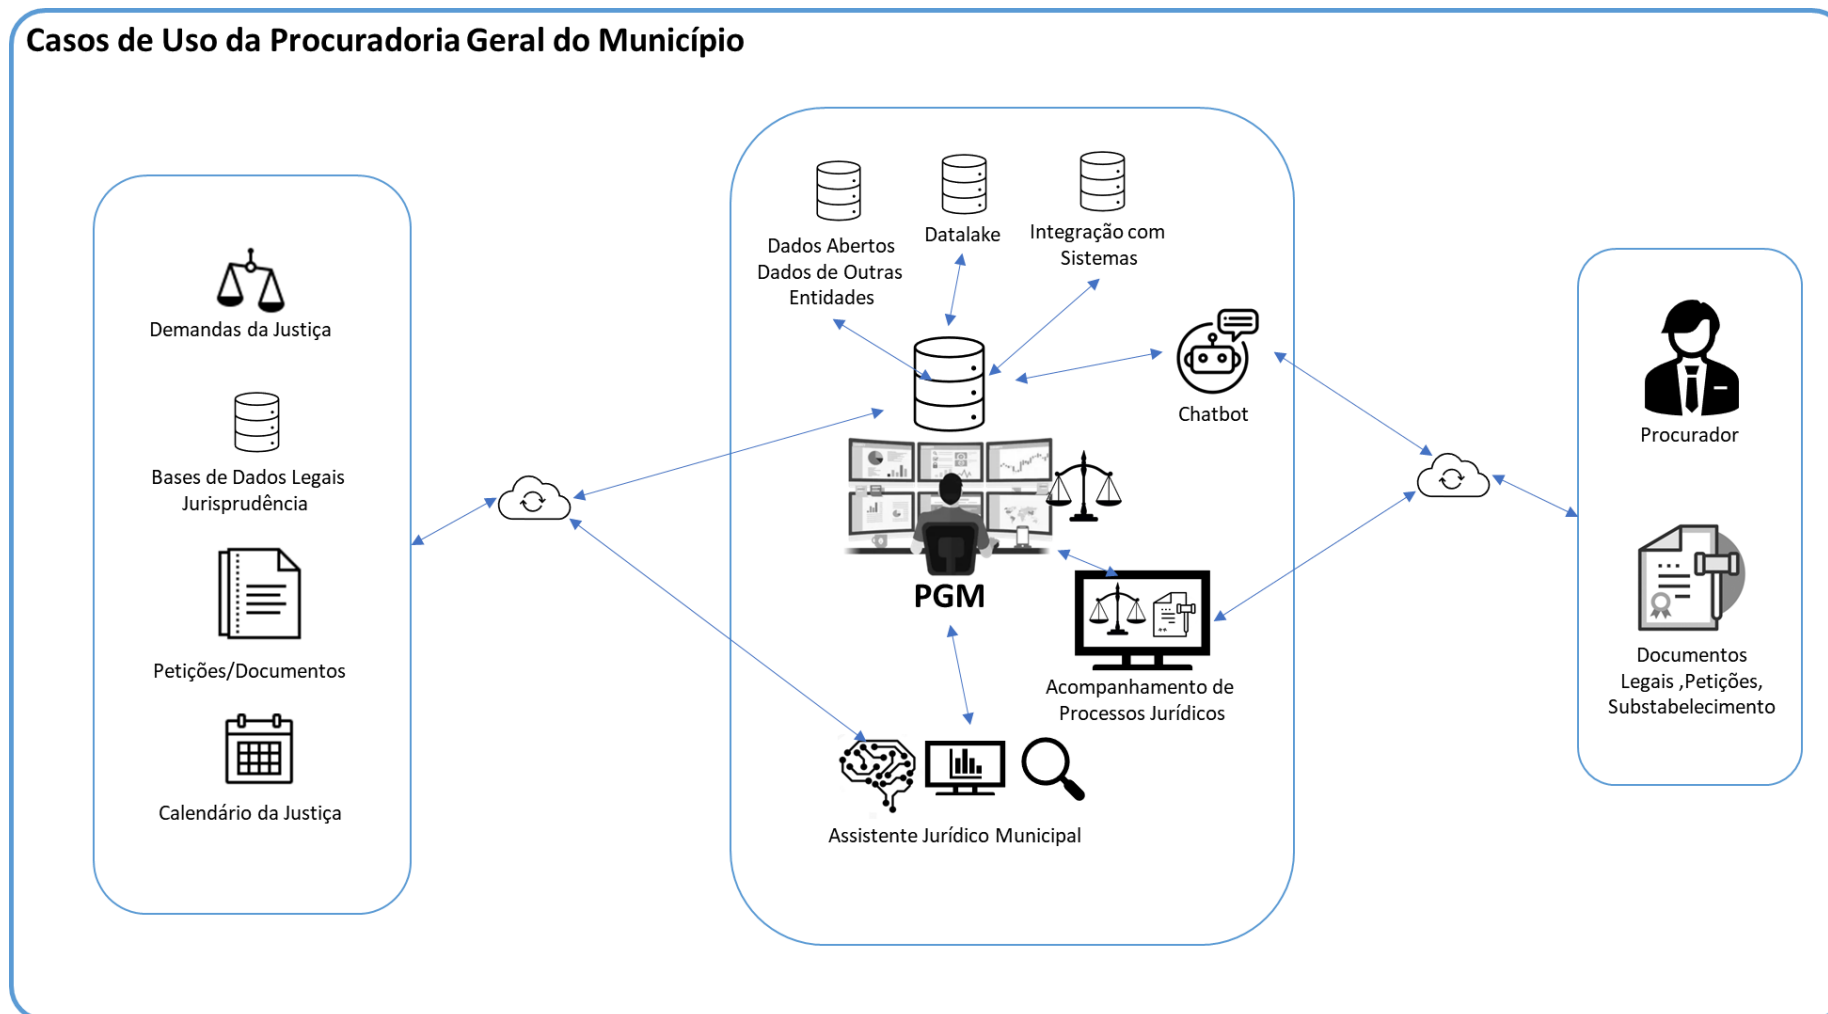 Casos de Uso da Procuradoria Geral do Município
Demandas da Justiça
Bases de Dados Legais
Jurisprudência
Petições/Documentos
Calendário da Justiça
Dados Abertos
Dados de Outras
Entidades
Datalake
Integração com
Sistemas
Chatbot
PGM
Acompanhamento de
Processos Jurídicos
Assistente Jurídico Municipal
Procurador
Documentos
Legais ,Petições,
Substabelecimento